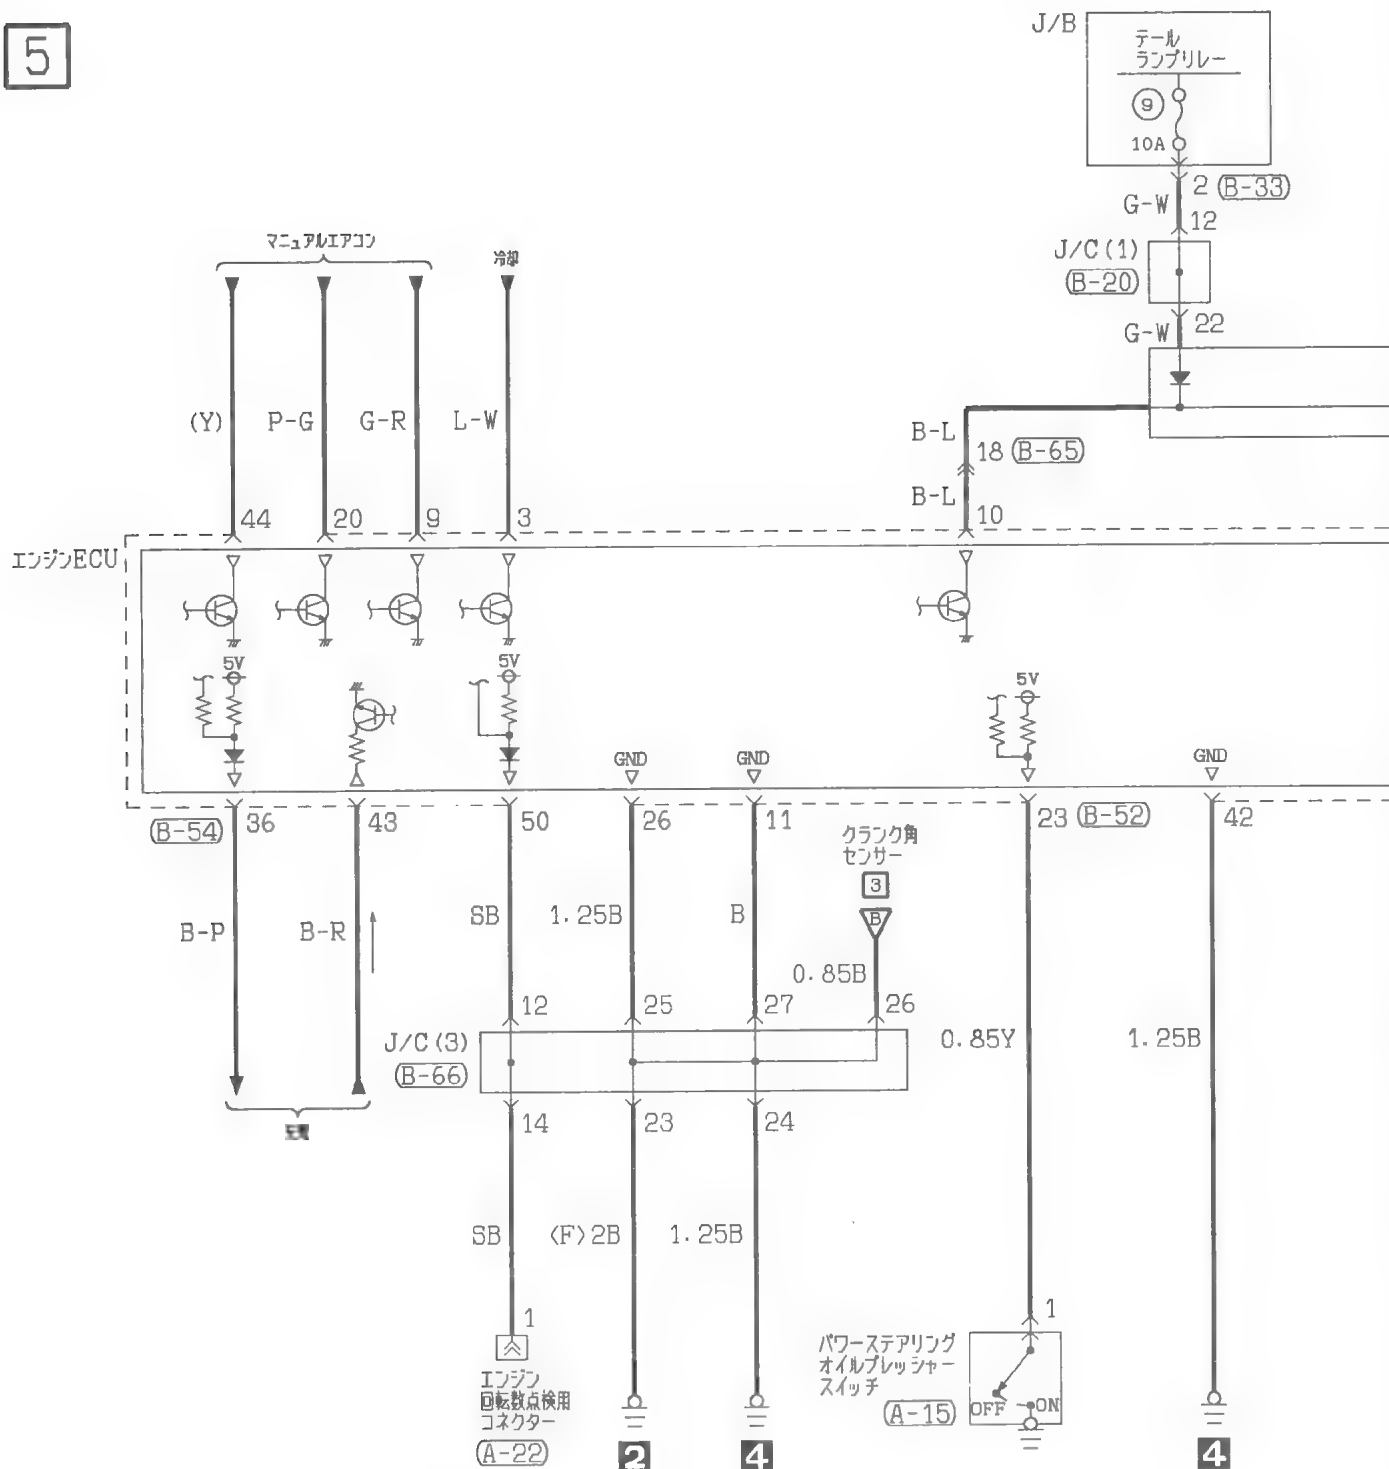 5
J/B
テール
ランプリレー
9
10A
2 B-33
G-W
12
J/C(1)
B-20
22
G-W
マニュアルエアコン
冷却
(Y)
P-G
G-R
L-W
B-L
18 B-65
B-L
44
20
9
3
10
エンジンECU
5V
5V
5V
GND
GND
GND
B-54
36
43
50
26
11
23 B-52
42
クランク角
センサー
3
B
B-P
B-R
SB
1.25B
B
0.85B
12
25
27
26
J/C(3)
B-66
0.85Y
1.25B
14
23
24
SB
〈F〉2B
1.25B
1
1
エンジン
回転数点検用
コネクター
A-22
パワーステアリング
オイルプレッシャー
スイッチ
A-15
OFF
ON
2
4
4